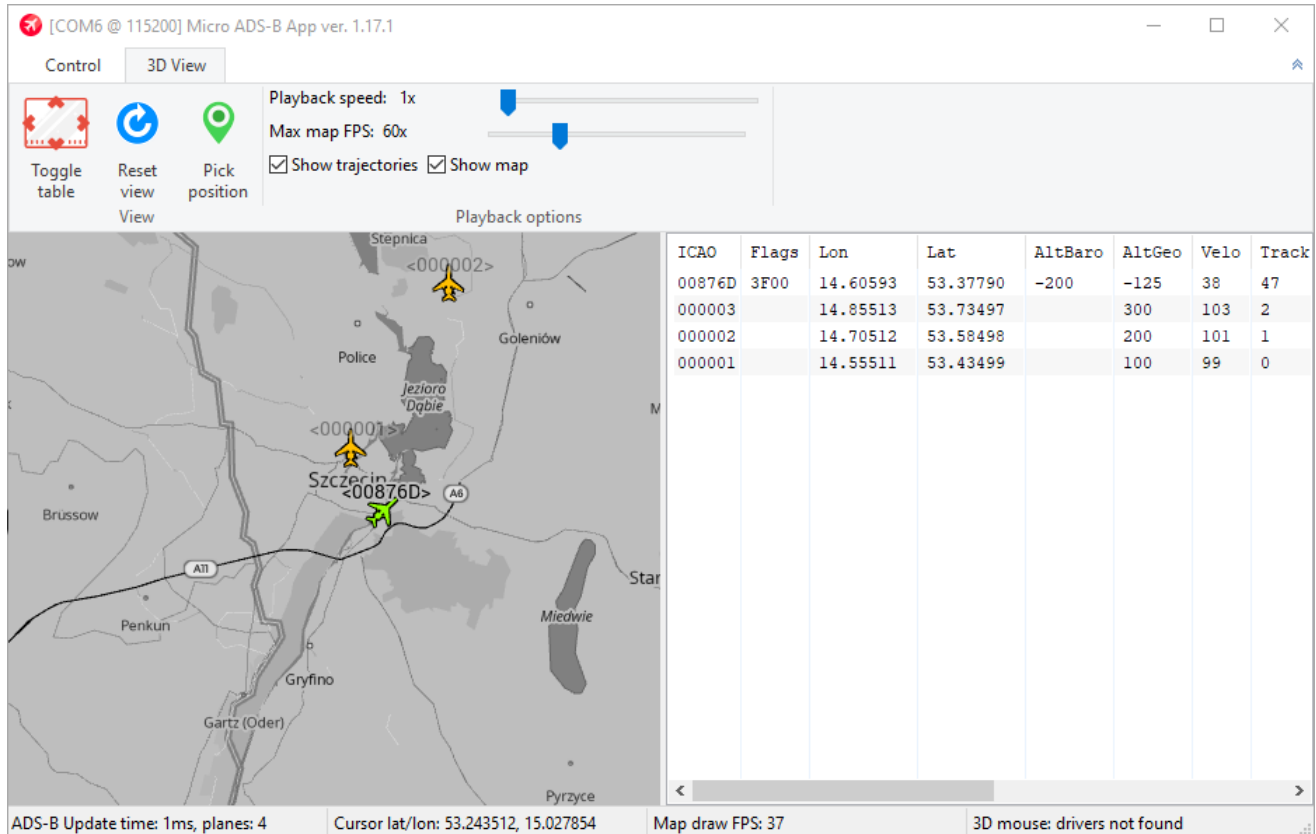 [COM6 @ 115200] Micro ADS-B App ver. 1.17.1
Control 3D View
Toggle table
Reset view
Pick position
View
Playback speed: 1x
Max map FPS: 60x
Show trajectories Show map
Playback options
Stepnica
<000002>
Goleniów
Police
Jezioro
Dąbie
<000001>
Szczecin
<00876D>
A6
Brussow
A11
Star
Penkun
Miedwie
Gryfino
Gartz (Oder)
Pyrzyce
ICAO Flags Lon Lat AltBaro AltGeo Velo Track
00876D 3F00 14.60593 53.37790 -200 -125 38 47
000003 14.85513 53.73497 300 103 2
000002 14.70512 53.58498 200 101 1
000001 14.55511 53.43499 100 99 0
ADS-B Update time: 1ms, planes: 4 Cursor lat/lon: 53.243512, 15.027854 Map draw FPS: 37 3D mouse: drivers not found